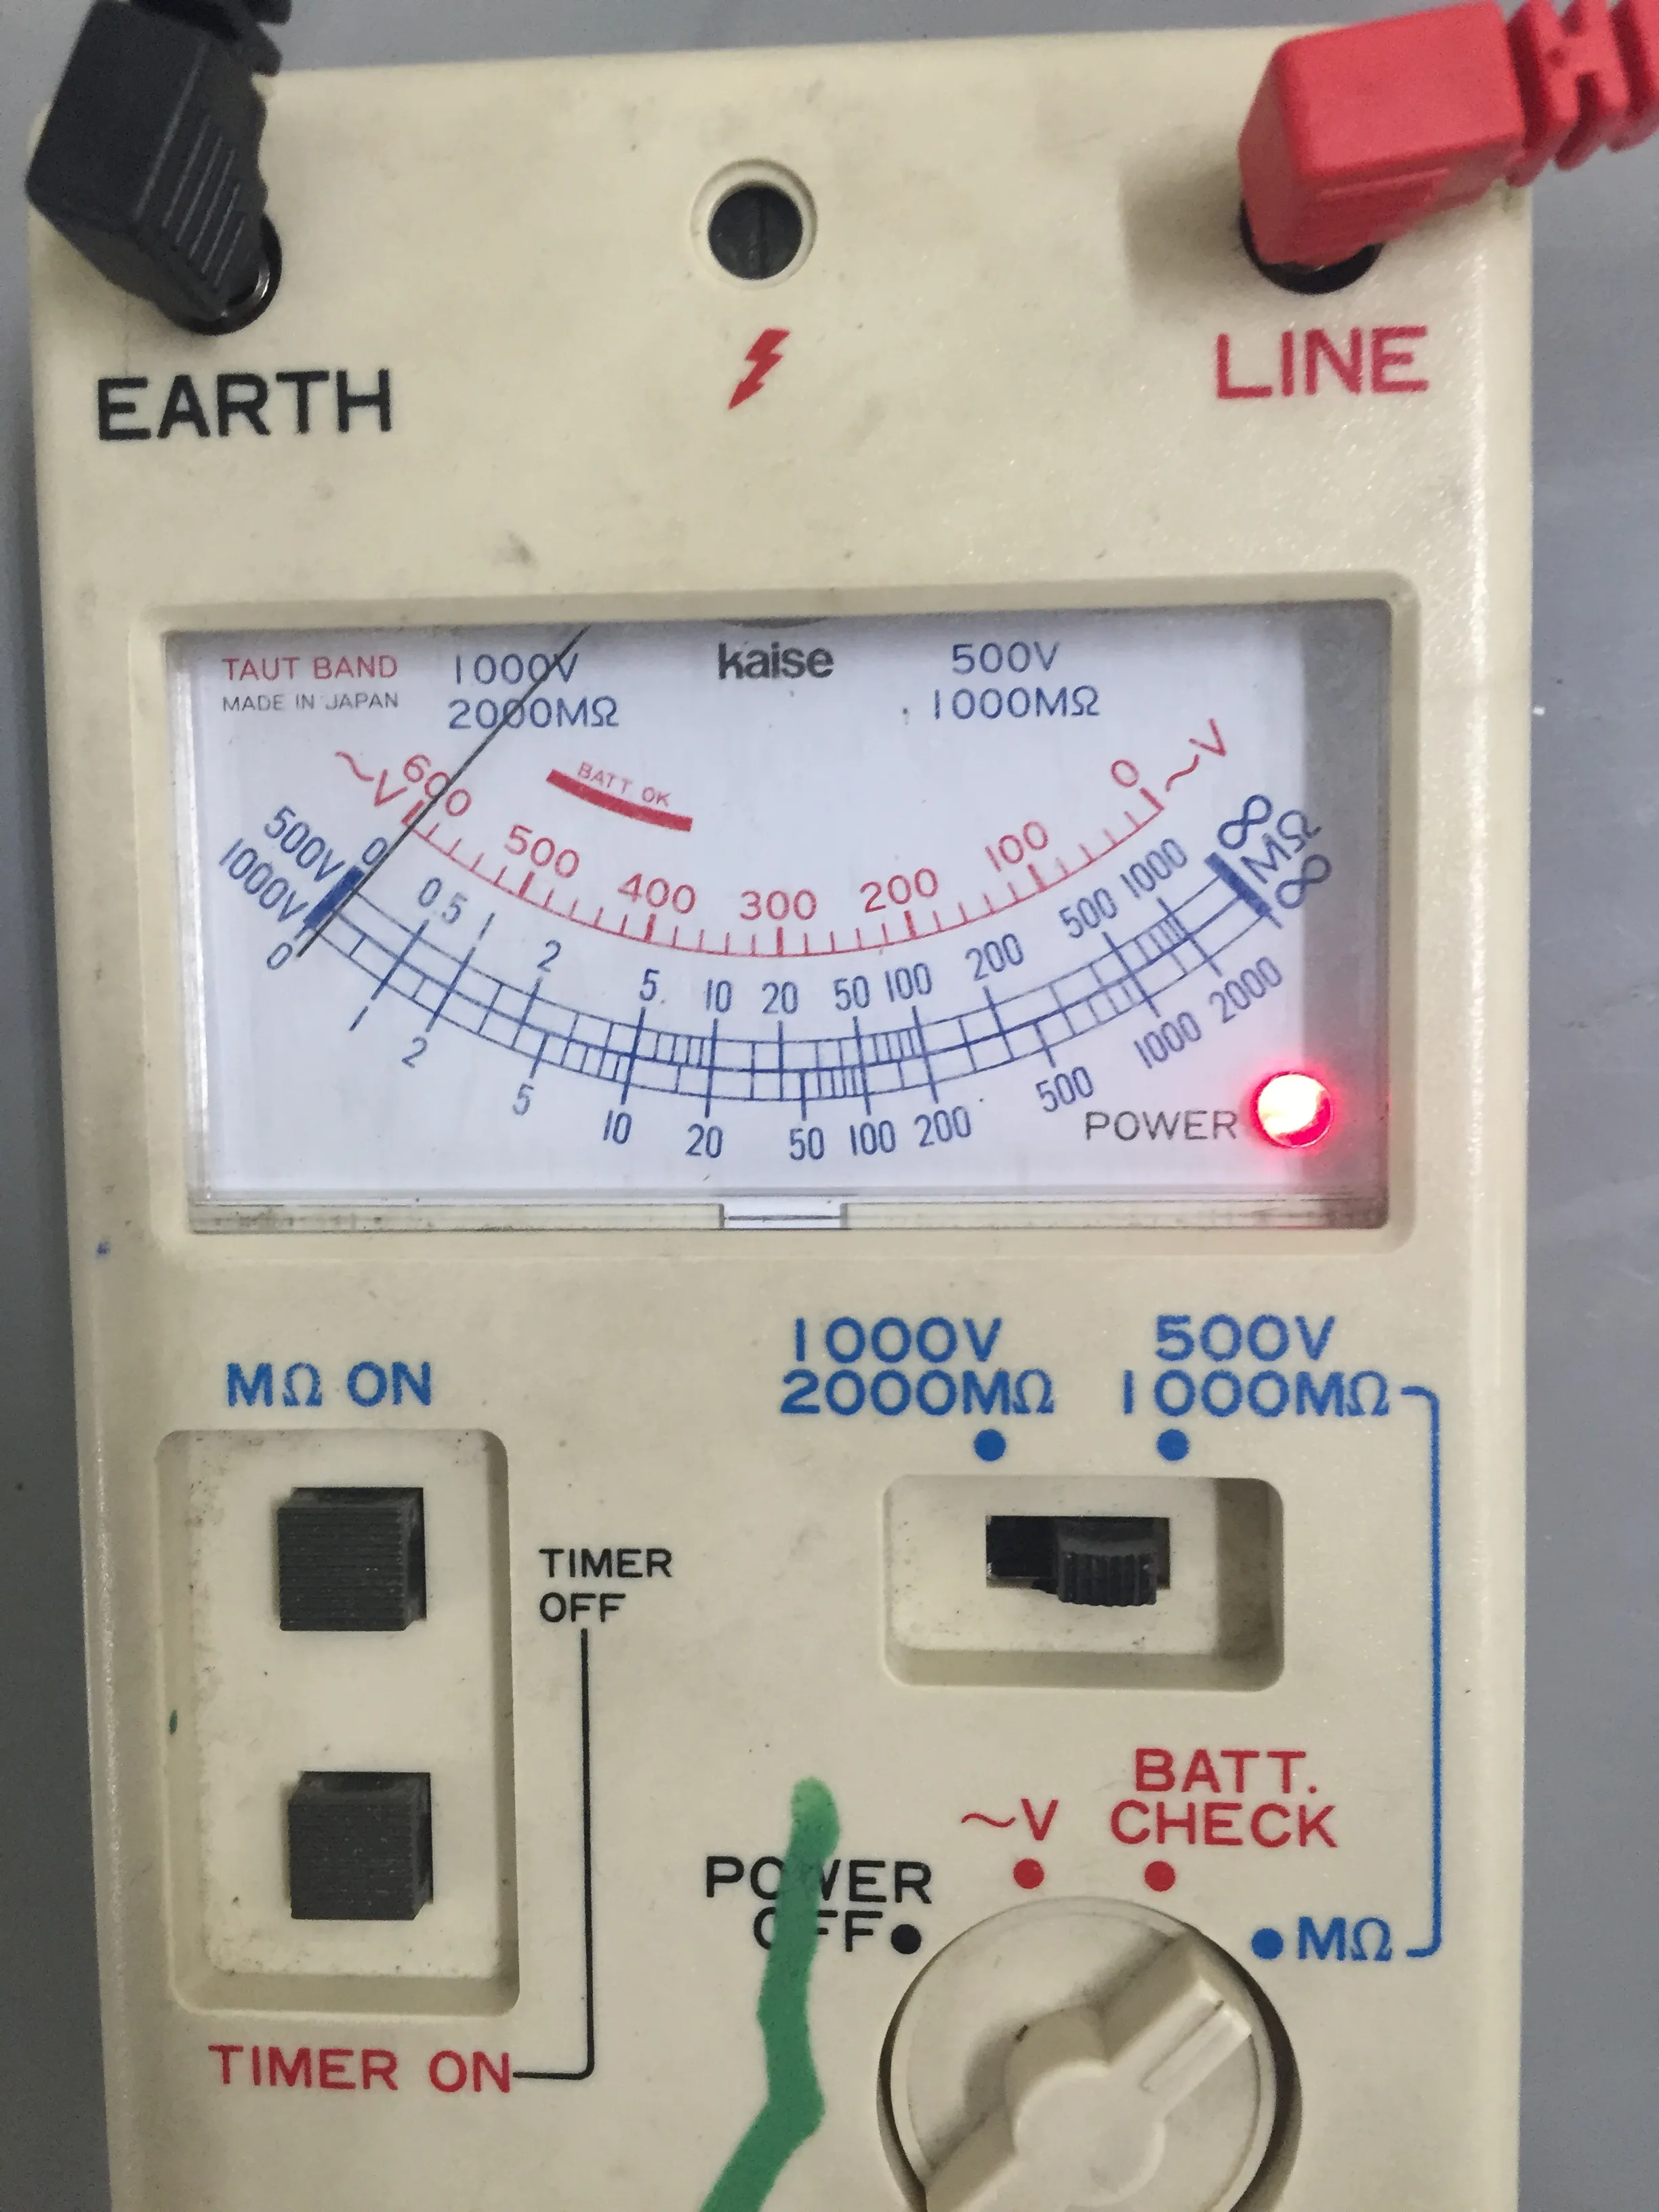 EARTH
LINE
TAUT BAND
MADE IN JAPAN
1000V
2000MΩ
kaise
500V
1000MΩ
BATT OK
~V 600 500 400 300 200 100 0 ~V
500V 0 0.5 1 2 5 10 20 50 100 200 500 1000 ∞
MΩ
1000V 0 1 2 5 10 20 50 100 200 500 1000 2000 ∞
POWER
MΩ ON
1000V
2000MΩ
500V
1000MΩ
TIMER
OFF
TIMER ON
~V
BATT.
CHECK
POWER
OFF
MΩ